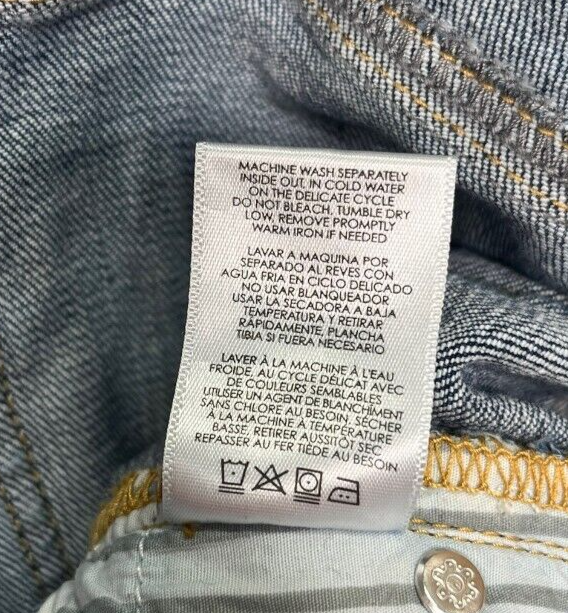 MACHINE WASH SEPARATELY
INSIDE OUT, IN COLD WATER
ON THE DELICATE CYCLE
DO NOT BLEACH, TUMBLE DRY
LOW, REMOVE PROMPTLY
WARM IRON IF NEEDED
LAVAR A MAQUINA POR
SEPARADO AL REVES CON
AGUA FRIA EN CICLO DELICADO
NO USAR BLANQUEADOR
USAR LA SECADORA A BAJA
TEMPERATURA Y RETIRAR
RÁPIDAMENTE, PLANCHA
TIBIA SI FUERA NECESARIO
LAVER À LA MACHINE À L'EAU
FROIDE, AU CYCLE DÉLICAT AVEC
DE COULEURS SEMBLABLES
UTILISER UN AGENT DE BLANCHÎMENT
SANS CHLORE AU BESOIN, SÉCHER
À LA MACHINE À TEMPÉRATURE
BASSE, RETIRER AUSSITÔT SEC
REPASSER AU FER TIÈDE AU BESOIN